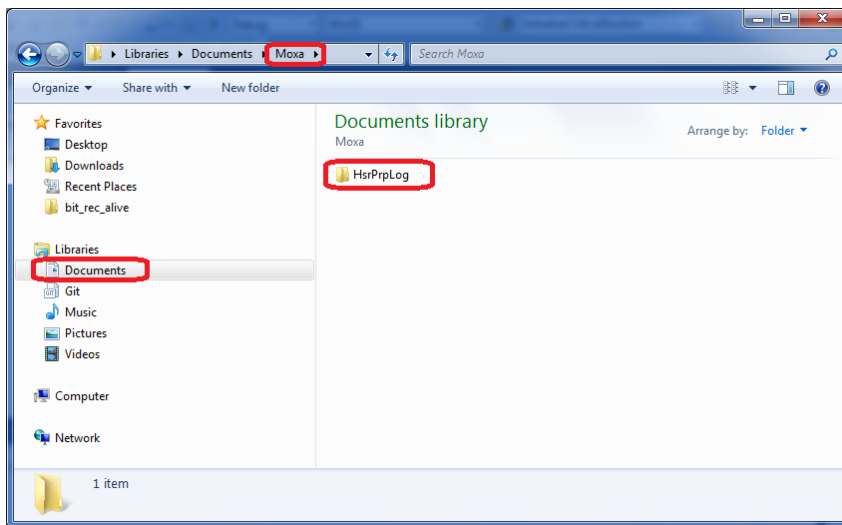 Libraries Documents Moxa
Search Moxa
Organize Share with New folder
Favorites
Desktop
Downloads
Recent Places
bit_rec_alive
Libraries
Documents
Git
Music
Pictures
Videos
Computer
Network
Documents library
Moxa
Arrange by: Folder
HsrPrpLog
1 item